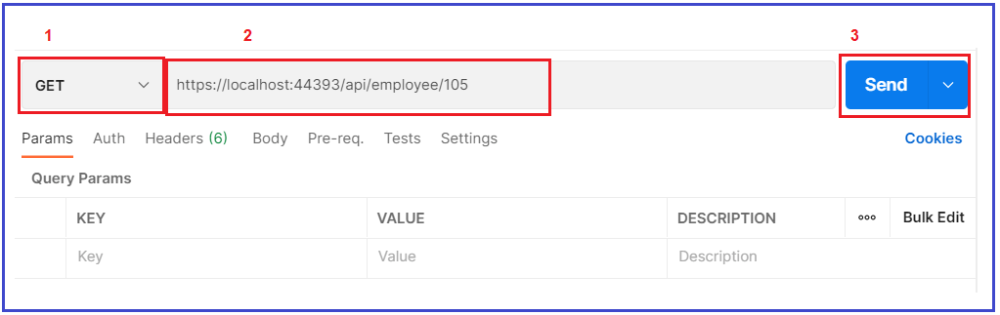 1 2 3
GET https://localhost:44393/api/employee/105 Send
Params Auth Headers (6) Body Pre-req. Tests Settings Cookies
Query Params
KEY VALUE DESCRIPTION ooo Bulk Edit
Key Value Description